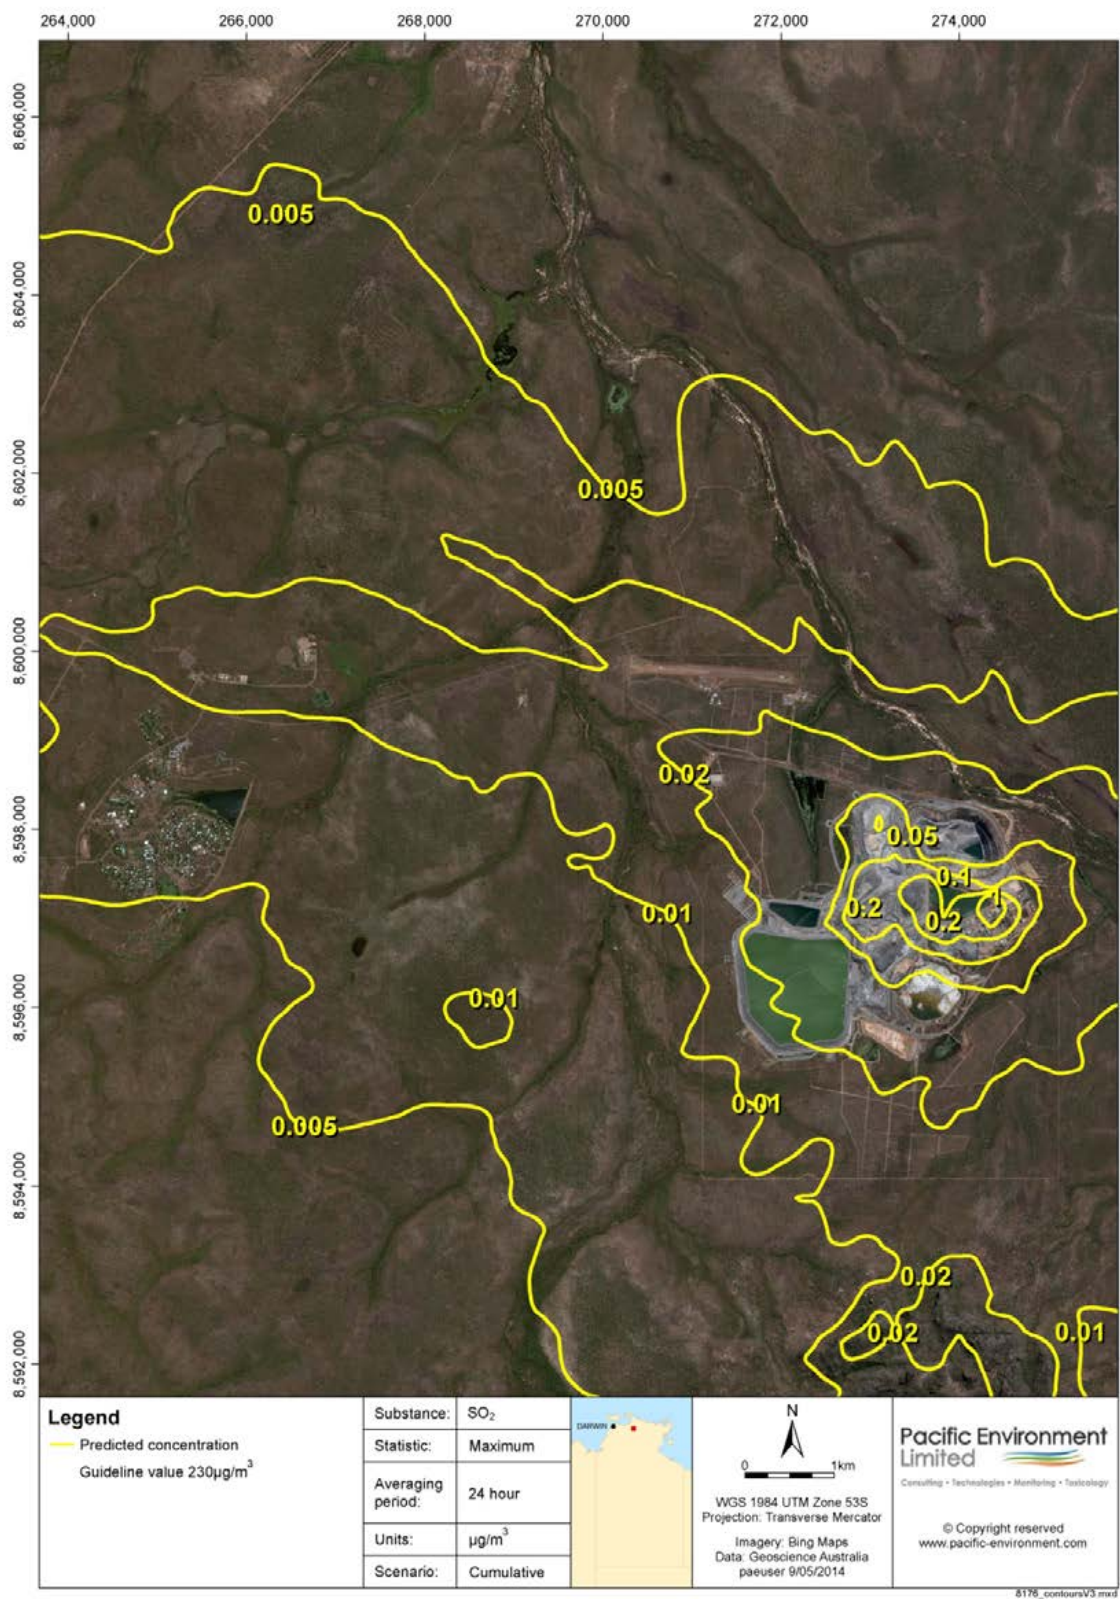 264,000 266,000 268,000 270,000 272,000 274,000
8,606,000
8,604,000
8,602,000
8,600,000
8,598,000
8,596,000
8,594,000
8,592,000
0.005
0.005
0.02
0.05
0.1
0.2
1
0.2
0.01
0.01
0.01
0.005
0.02
0.02
0.01
Legend
Predicted concentration
Guideline value 230µg/m³
Substance: SO₂
Statistic: Maximum
Averaging period: 24 hour
Units: µg/m³
Scenario: Cumulative
DARWIN
N
0 1km
WGS 1984 UTM Zone 53S
Projection: Transverse Mercator
Imagery: Bing Maps
Data: Geoscience Australia
paeuser 9/05/2014
Pacific Environment
Limited
Consulting • Technologies • Monitoring • Toxicology
© Copyright reserved
www.pacific-environment.com
8176_contoursV3.mxd